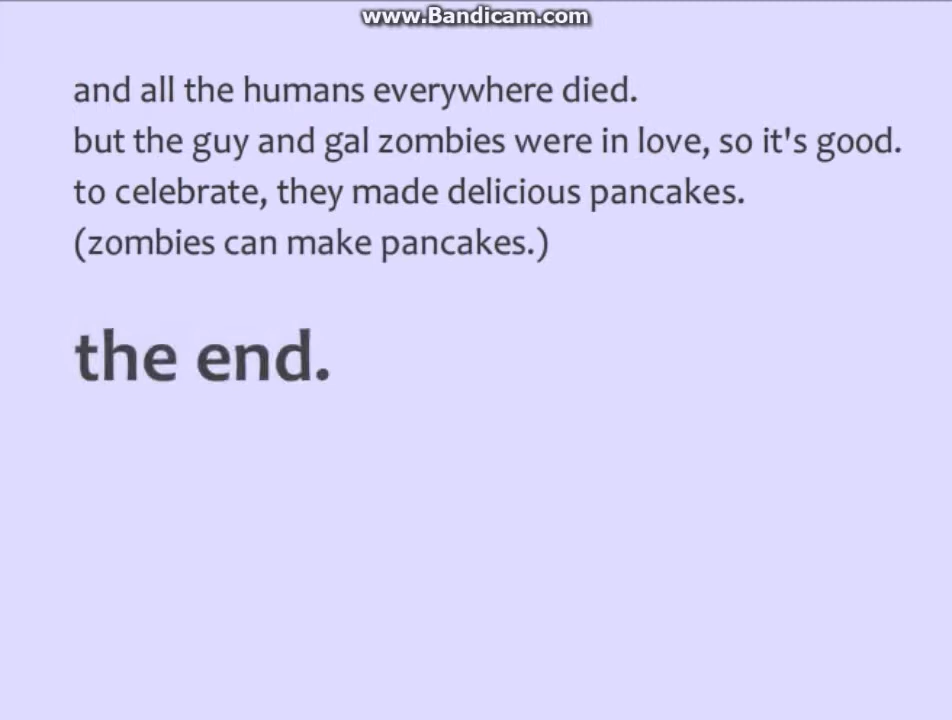 www.Bandicam.com
and all the humans everywhere died.
but the guy and gal zombies were in love, so it's good.
to celebrate, they made delicious pancakes.
(zombies can make pancakes.)
the end.